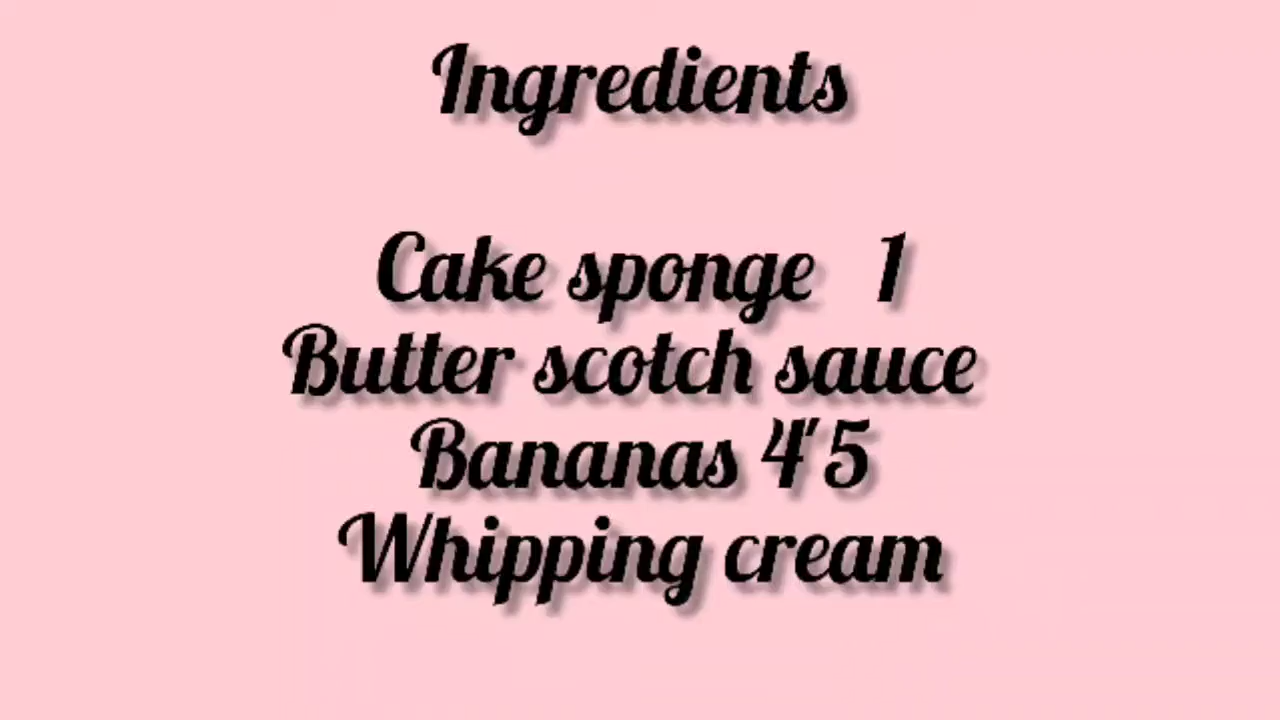 Ingredients
Cake sponge 1
Butter scotch sauce
Bananas 4'5
Whipping cream